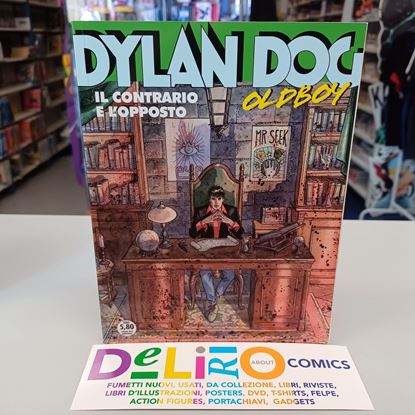 DYLAN DOG
OLDBOY
IL CONTRARIO
E L'OPPOSTO
MR SEEK
5,80
DELIRIO ABOUT COMICS
FUMETTI NUOVI, USATI, DA COLLEZIONE, LIBRI, RIVISTE,
LIBRI D'ILLUSTRAZIONI, POSTERS, DVD, T-SHIRTS, FELPE,
ACTION FIGURES, PORTACHIAVI, GADGETS